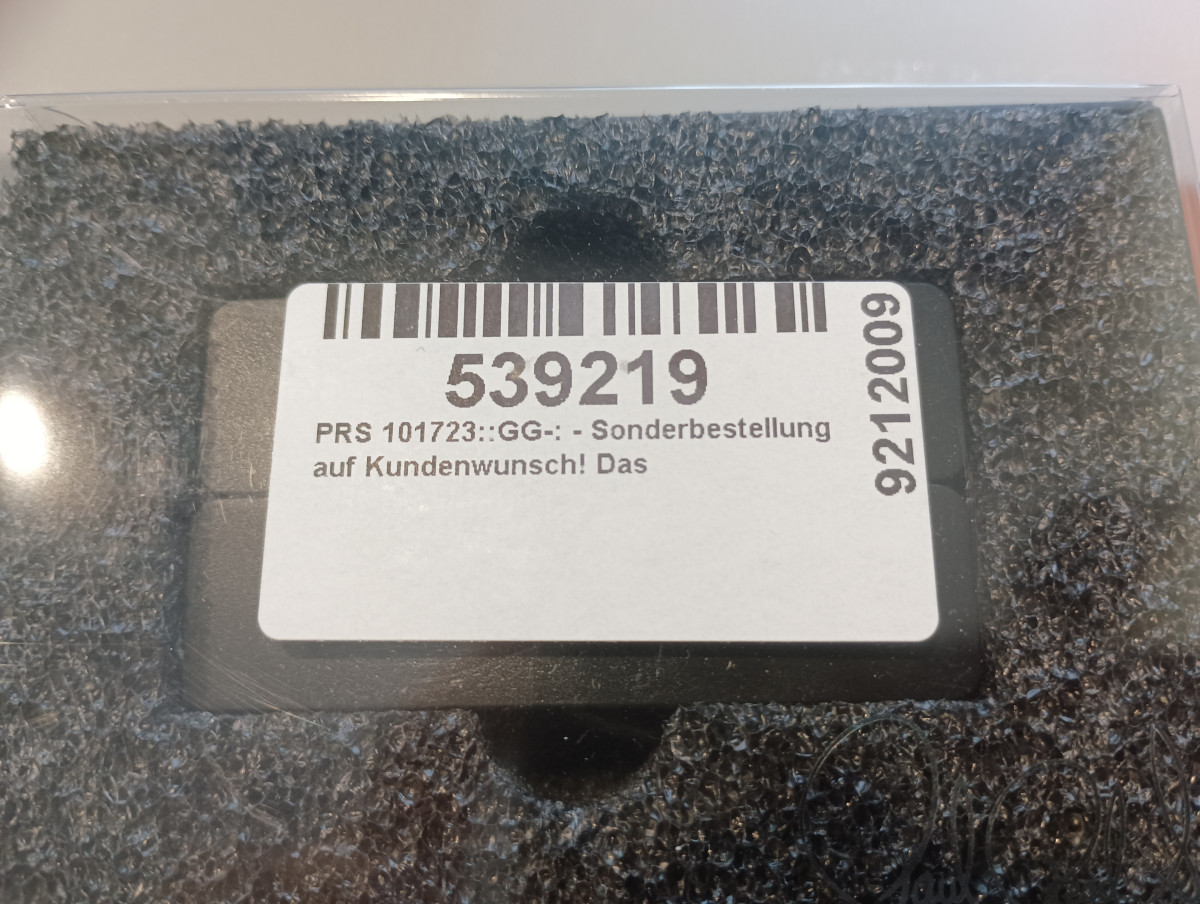 539219
PRS 101723::GG-: - Sonderbestellung
auf Kundenwunsch! Das
9212009